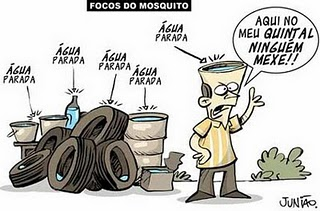 FOCOS DO MOSQUITO
ÁGUA
PARADA
ÁGUA
PARADA
ÁGUA
PARADA
ÁGUA
PARADA
ÁGUA
PARADA
AQUI NO
MEU QUINTAL
NINGUÉM
MEXE!!
JUNIÃO